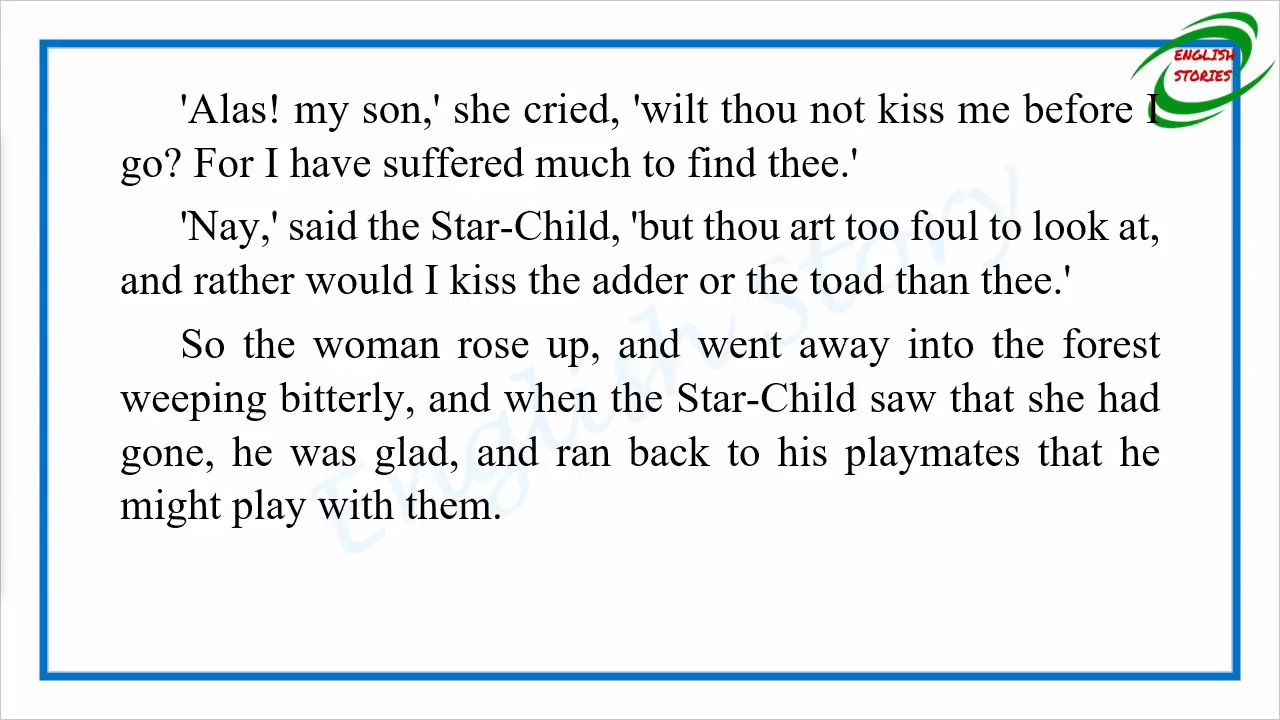 ENGLISH
STORIES
'Alas! my son,' she cried, 'wilt thou not kiss me before I
go? For I have suffered much to find thee.'
'Nay,' said the Star-Child, 'but thou art too foul to look at,
and rather would I kiss the adder or the toad than thee.'
So the woman rose up, and went away into the forest
weeping bitterly, and when the Star-Child saw that she had
gone, he was glad, and ran back to his playmates that he
might play with them.
English Story